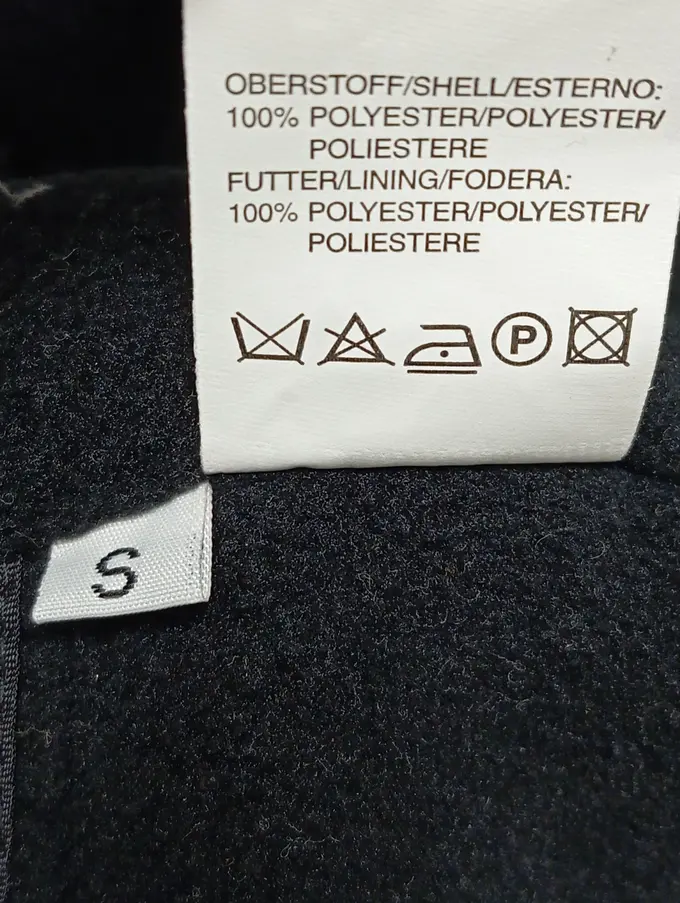 OBERSTOFF/SHELL/ESTERNO:
100% POLYESTER/POLYESTER/
POLIESTERE
FUTTER/LINING/FODERA:
100% POLYESTER/POLYESTER/
POLIESTERE
P
S